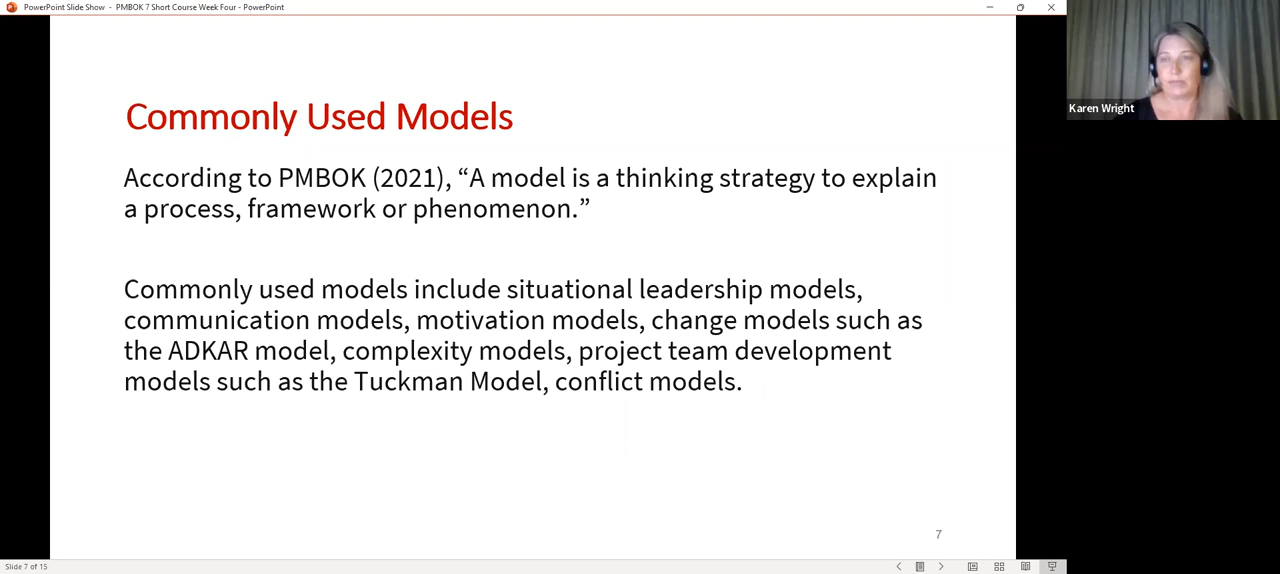 PowerPoint Slide Show - PMBOK 7 Short Course Week Four - PowerPoint
Karen Wright
Commonly Used Models
According to PMBOK (2021), “A model is a thinking strategy to explain
a process, framework or phenomenon.”
Commonly used models include situational leadership models,
communication models, motivation models, change models such as
the ADKAR model, complexity models, project team development
models such as the Tuckman Model, conflict models.
7
Slide 7 of 15